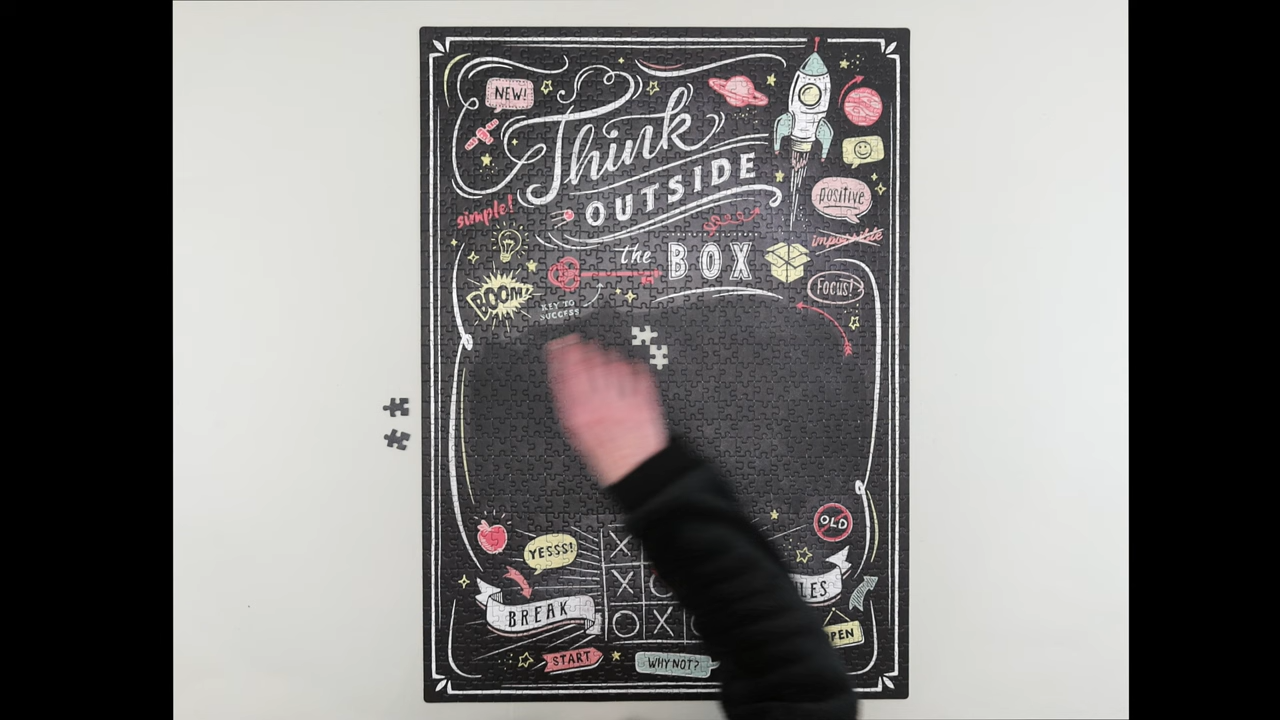 NEW!
Think
OUTSIDE
positive
simple!
impossible
the BOX
FOCUS!
BOOM!
KEY TO
SUCCESS
OLD
YESSS!
X
X
BREAK
O X
OPEN
START
WHY NOT?